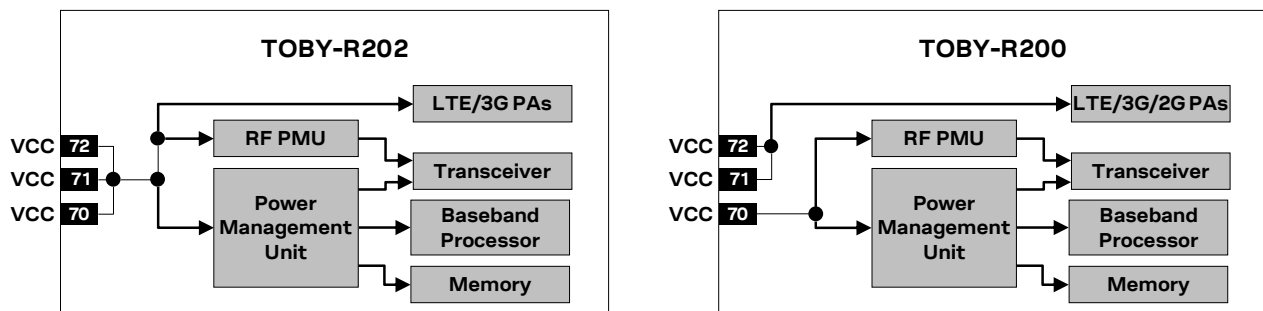 TOBY-R202
LTE/3G PAs
RF PMU
VCC 72
VCC 71
VCC 70
Transceiver
Power
Management
Unit
Baseband
Processor
Memory
TOBY-R200
LTE/3G/2G PAs
RF PMU
VCC 72
VCC 71
VCC 70
Transceiver
Power
Management
Unit
Baseband
Processor
Memory